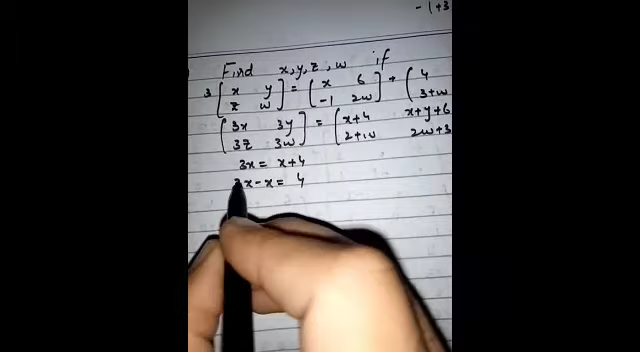 -1+3
Find x,y,z,w if
3 [x y = [x 6 + [4
z w] -1 2w] 3+w
[3x 3y = [x+4 x+y+6
3z 3w] 2+w 2w+3
3x = x+4
3x-x = 4